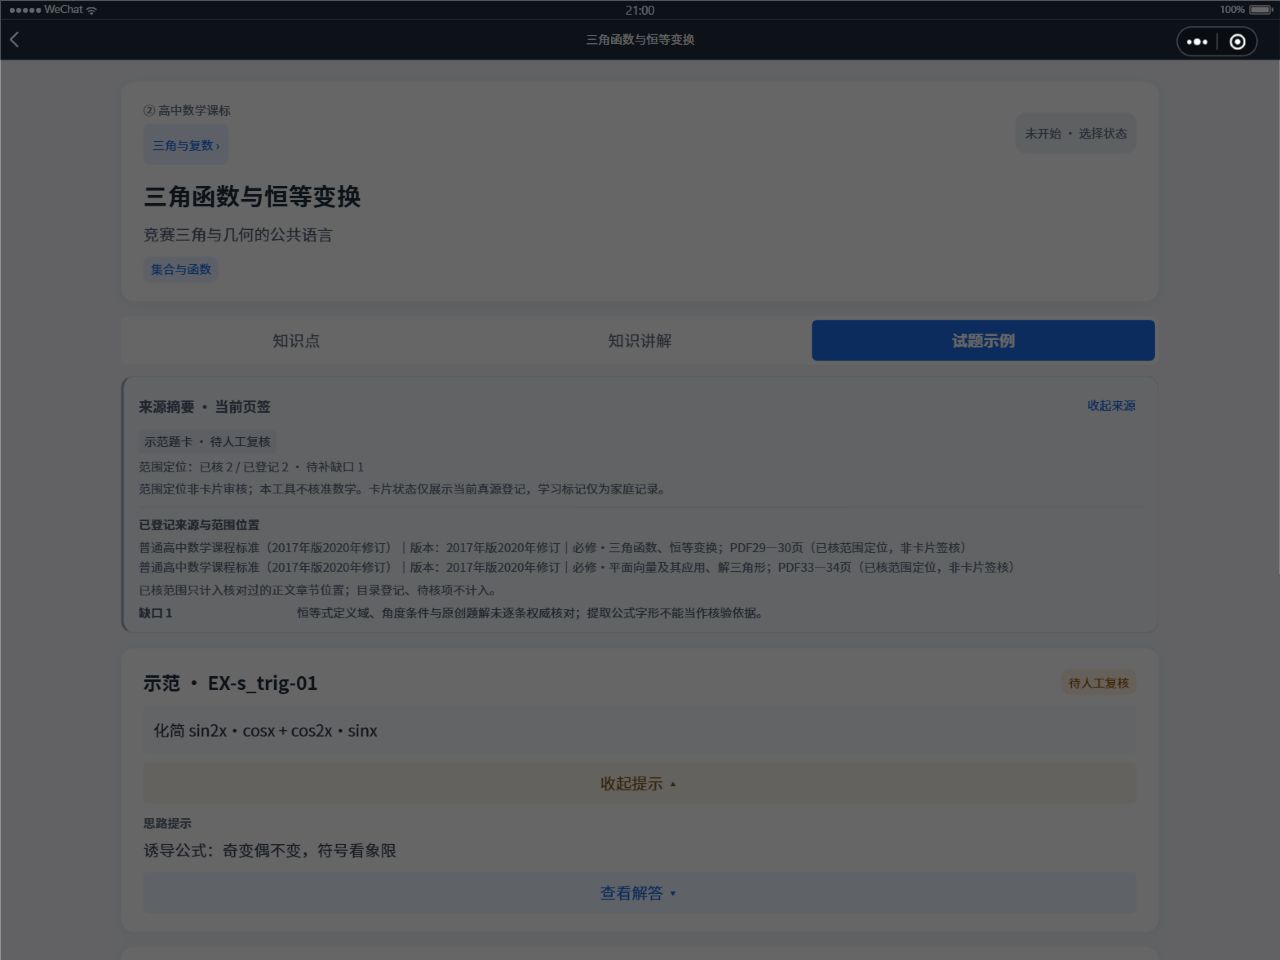 WeChat
21:00
100%
三角函数与恒等变换
② 高中数学课标
三角与复数 ›
未开始 · 选择状态
三角函数与恒等变换
竞赛三角与几何的公共语言
集合与函数
知识点
知识讲解
试题示例
来源摘要 · 当前页签
收起来源
示范题卡 · 待人工复核
范围定位：已核 2 / 已登记 2 · 待补缺口 1
范围定位非卡片审核；本工具不核准数学。卡片状态仅展示当前真源登记，学习标记仅为家庭记录。
已登记来源与范围位置
普通高中数学课程标准（2017年版2020年修订）｜版本：2017年版2020年修订｜必修·三角函数、恒等变换；PDF29—30页（已核范围定位，非卡片签核）
普通高中数学课程标准（2017年版2020年修订）｜版本：2017年版2020年修订｜必修·平面向量及其应用、解三角形；PDF33—34页（已核范围定位，非卡片签核）
已核范围只计入核对过的正文章节位置；目录登记、待核项不计入。
缺口 1 恒等式定义域、角度条件与原创题解未逐条权威核对；提取公式字形不能当作核验依据。
示范 · EX-s_trig-01
待人工复核
化简 sin2x·cosx + cos2x·sinx
收起提示 ▴
思路提示
诱导公式：奇变偶不变，符号看象限
查看解答 ▾